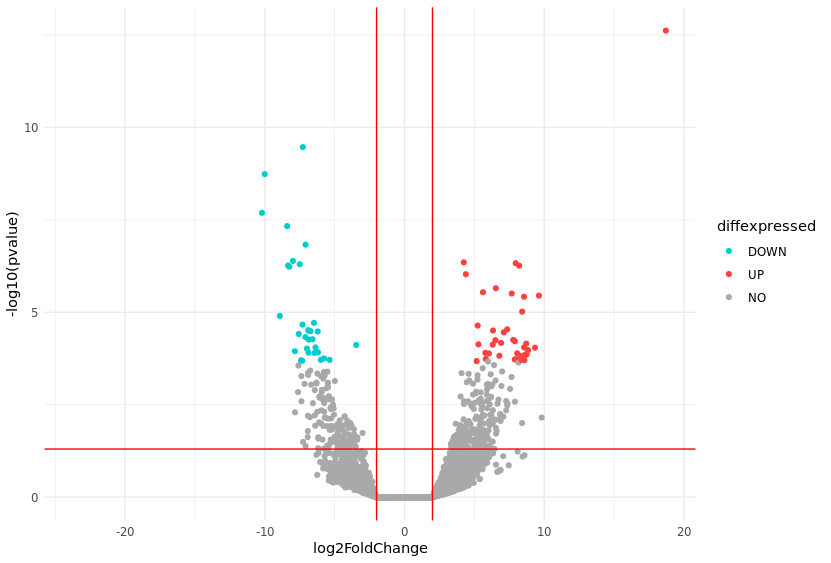 10
5
0
-20
-10
0
10
20
log2FoldChange
-log10(pvalue)
diffexpressed
DOWN
UP
NO